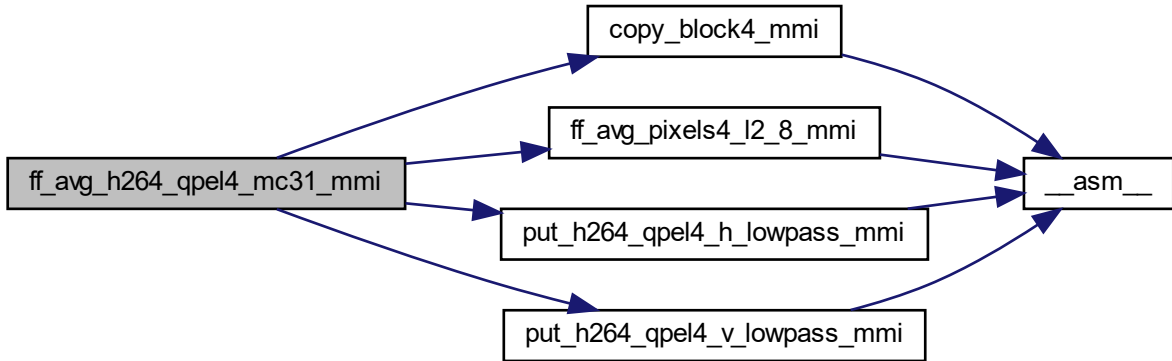 copy_block4_mmi
ff_avg_pixels4_l2_8_mmi
ff_avg_h264_qpel4_mc31_mmi
__asm__
put_h264_qpel4_h_lowpass_mmi
put_h264_qpel4_v_lowpass_mmi